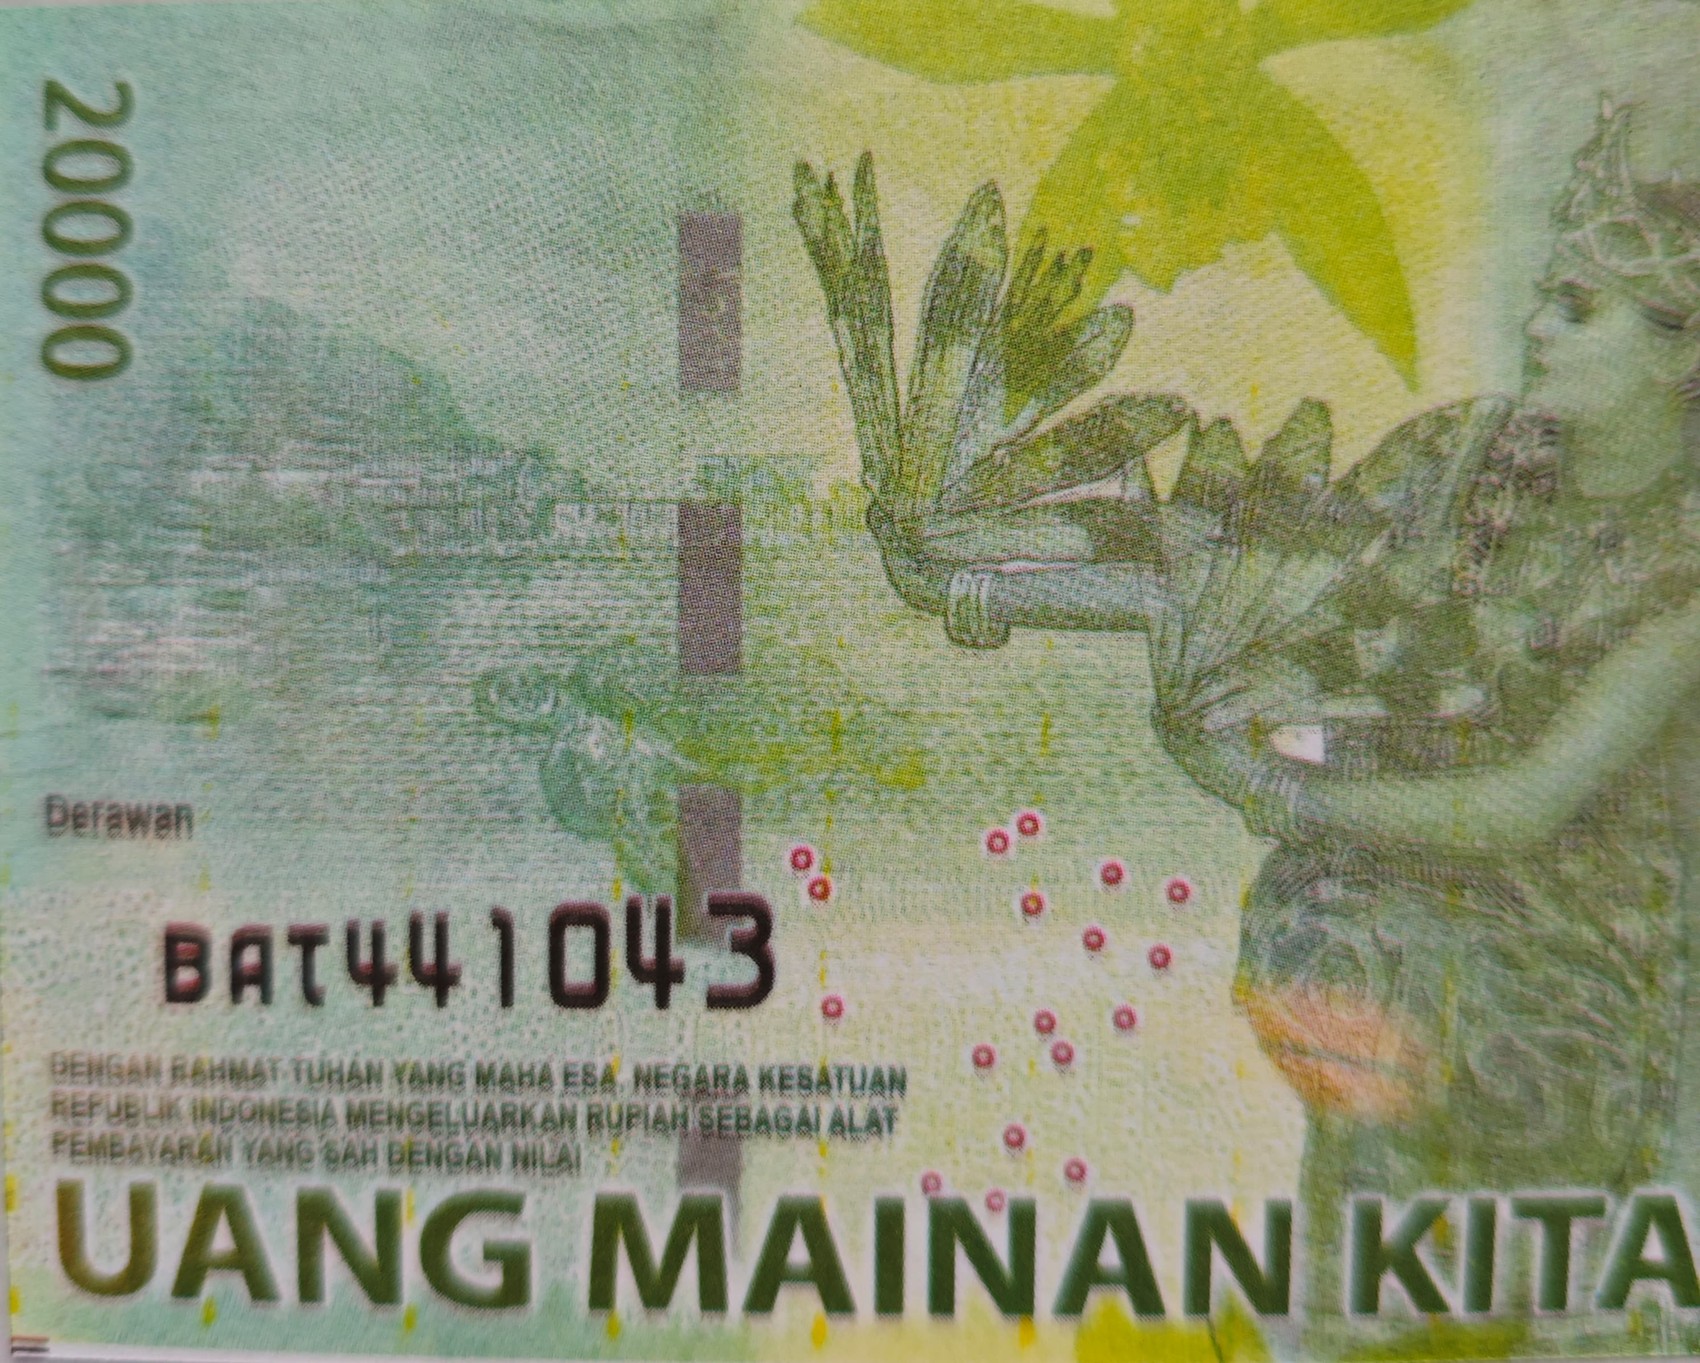 20000
Derawan
BAT441043
DENGAN RAHMAT TUHAN YANG MAHA ESA, NEGARA KESATUAN
REPUBLIK INDONESIA MENGELUARKAN RUPIAH SEBAGAI ALAT
PEMBAYARAN YANG SAH DENGAN NILAI
UANG MAINAN KITA